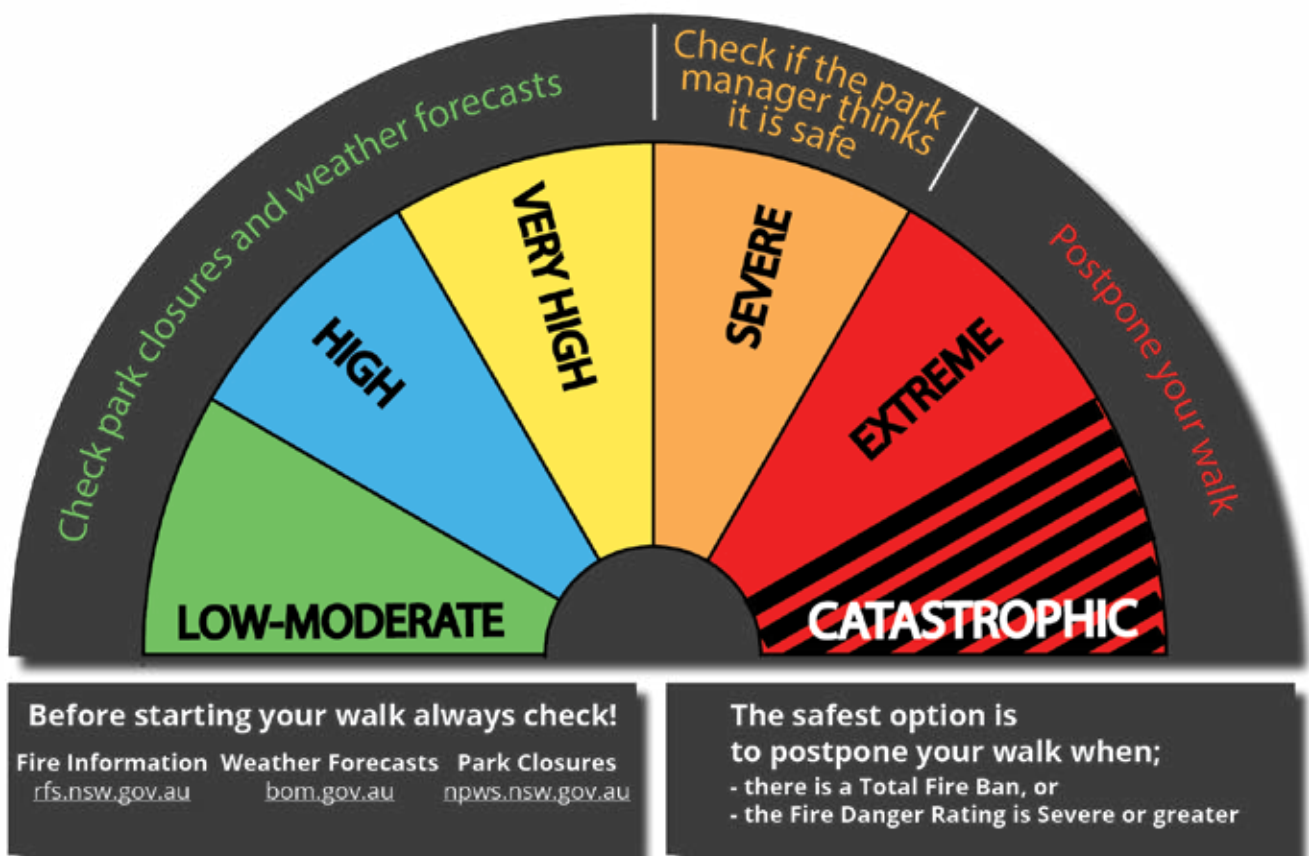 Check park closures and weather forecasts
Check if the park
manager thinks
it is safe
Postpone your walk
LOW-MODERATE
HIGH
VERY HIGH
SEVERE
EXTREME
CATASTROPHIC
Before starting your walk always check!
Fire Information Weather Forecasts Park Closures
rfs.nsw.gov.au bom.gov.au npws.nsw.gov.au
The safest option is
to postpone your walk when;
- there is a Total Fire Ban, or
- the Fire Danger Rating is Severe or greater